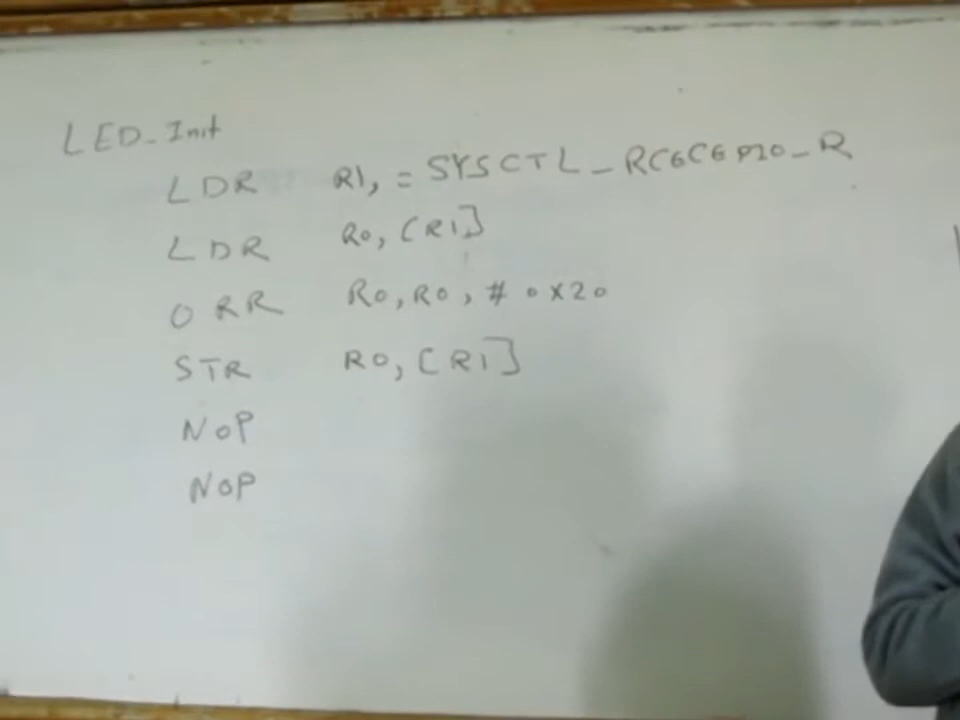 LED_Init
LDR R1, = SYSCTL_RCGCGPIO_R
LDR R0, [R1]
ORR R0, R0, # 0x20
STR R0, [R1]
NOP
NOP